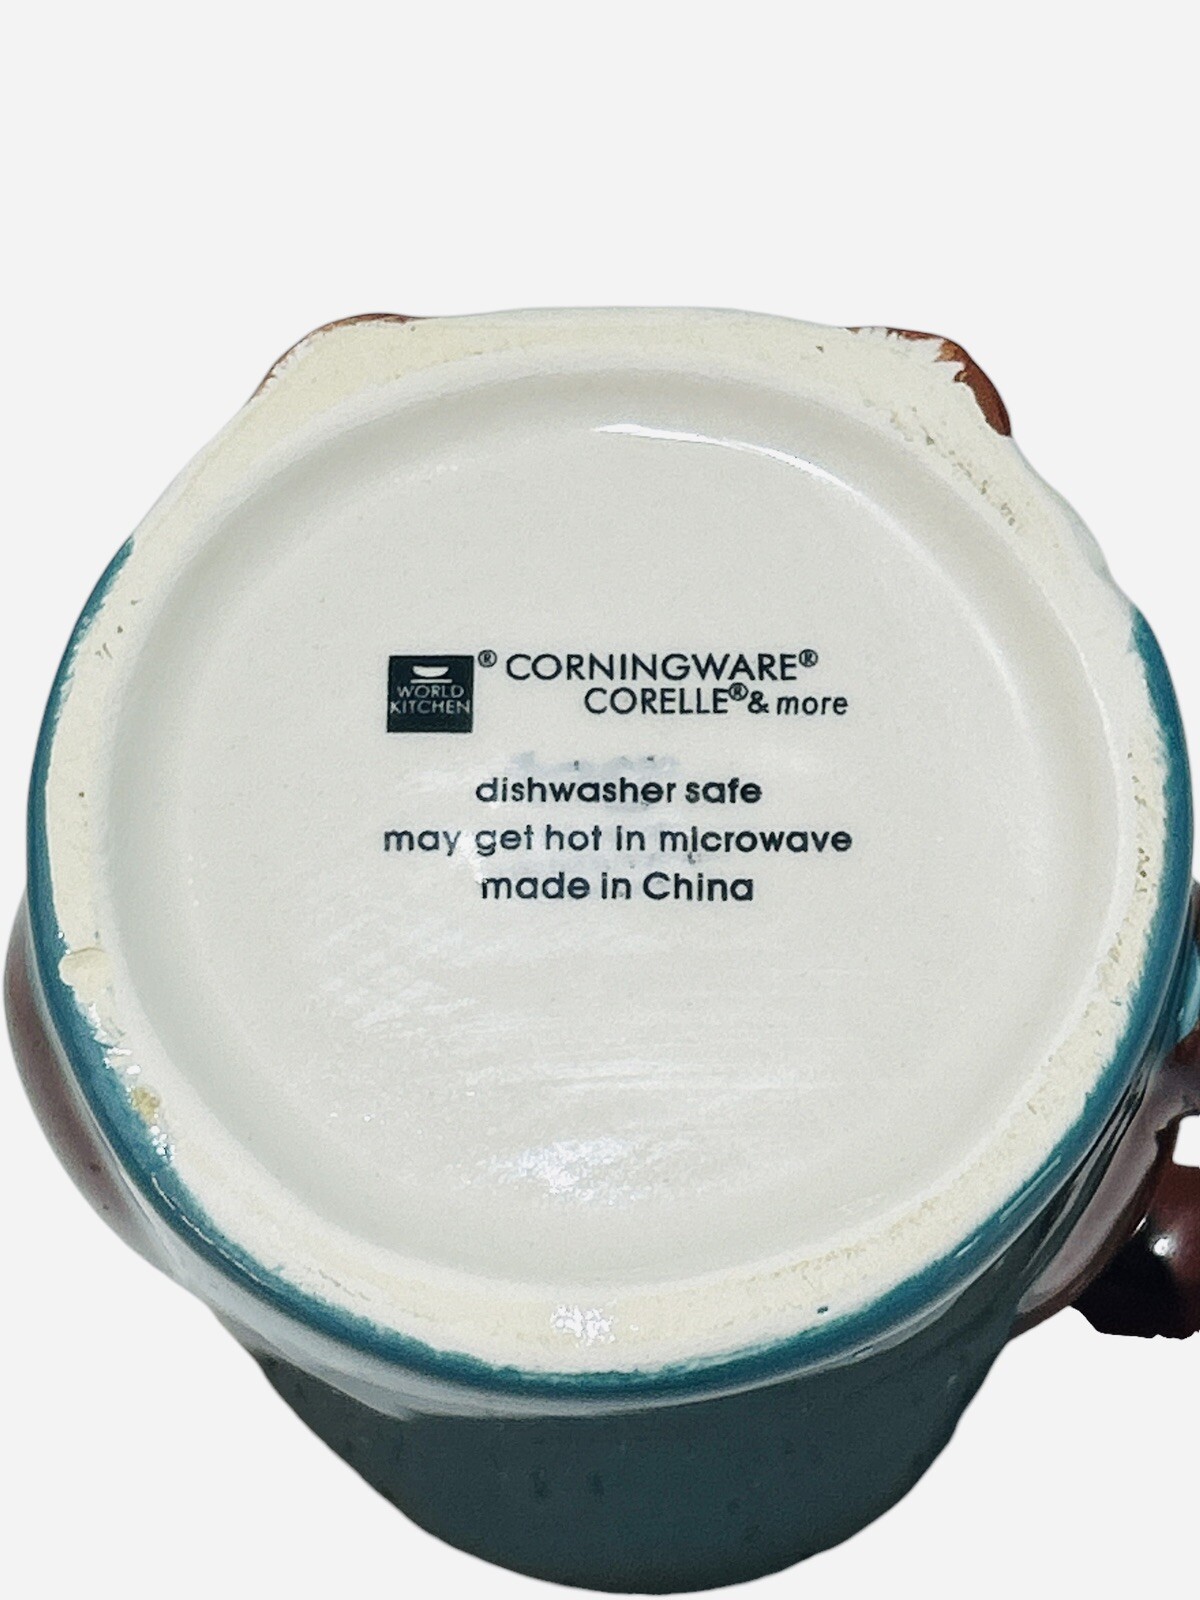 WORLD KITCHEN ® CORNINGWARE®
CORELLE® & more
dishwasher safe
may get hot in microwave
made in China